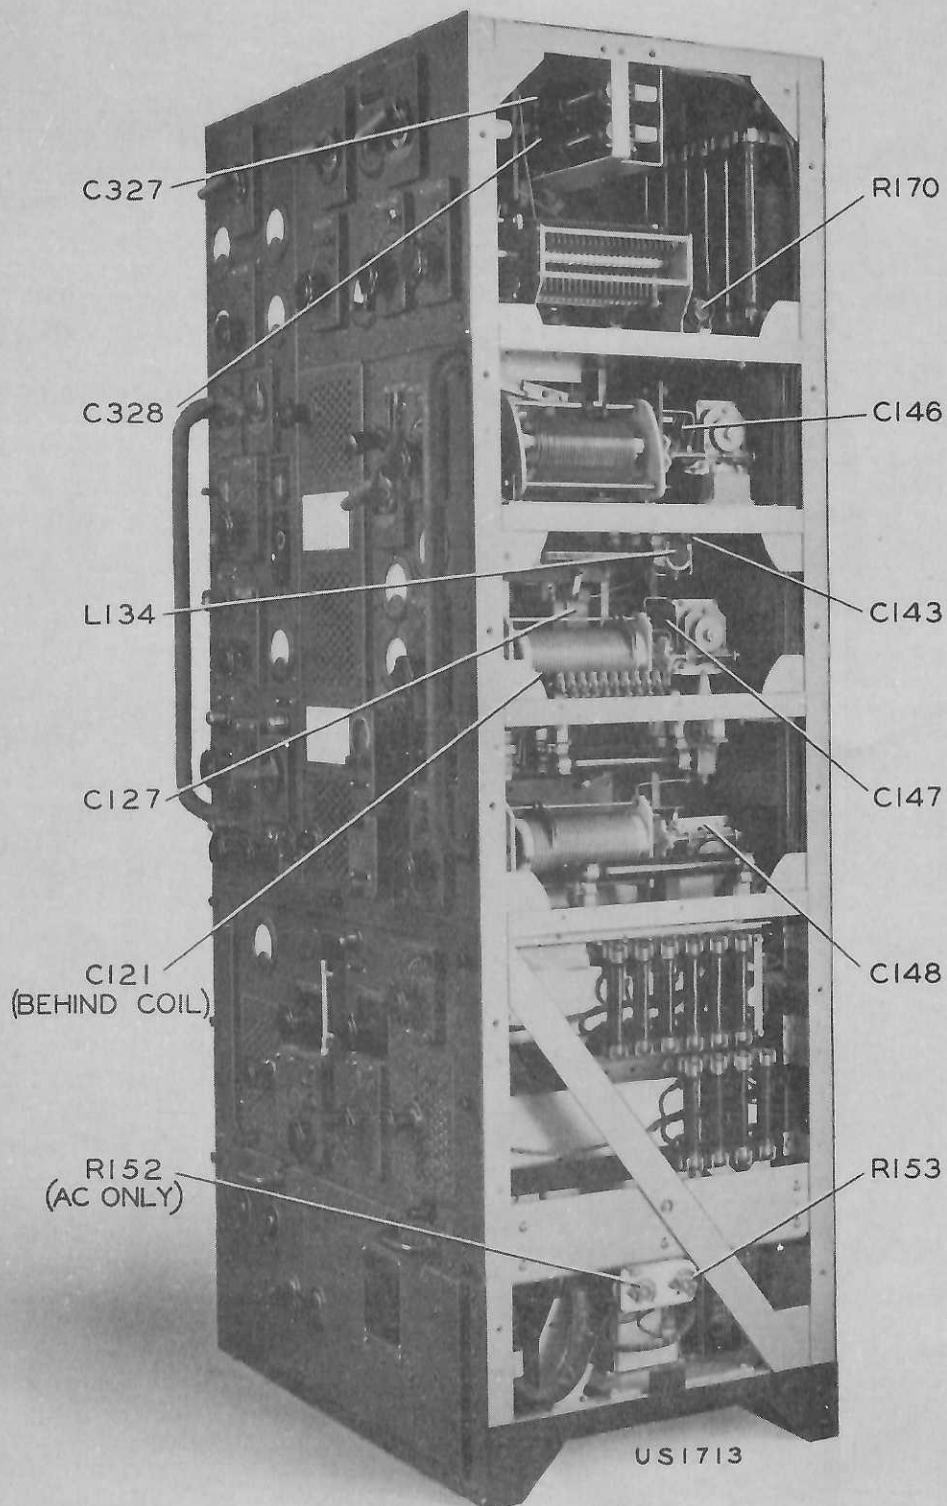 C327
R170
C328
C146
L134
C143
C127
C147
C121
(BEHIND COIL)
C148
R152
(AC ONLY)
R153
US1713